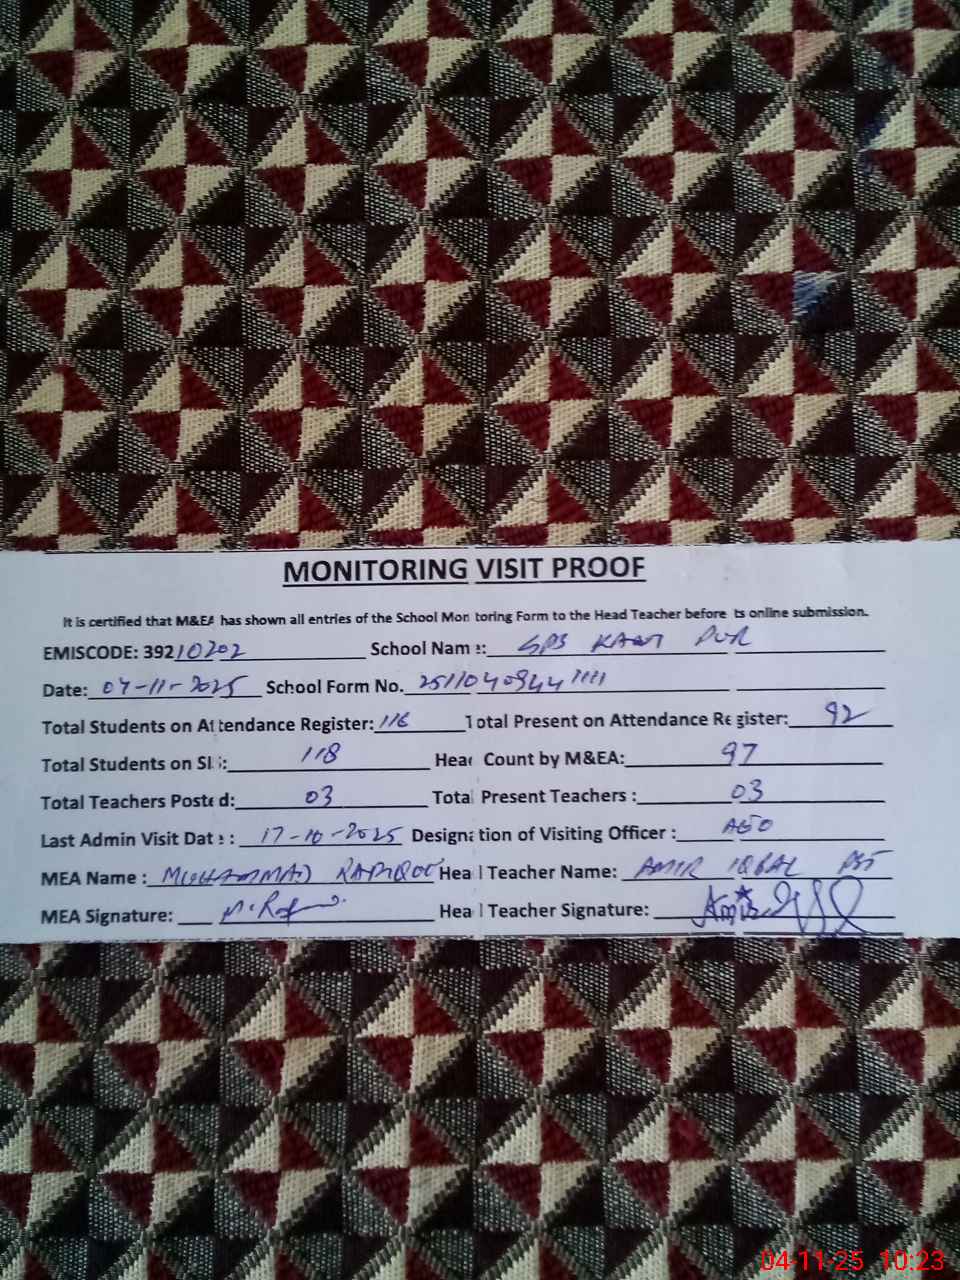 MONITORING VISIT PROOF
It is certified that M&EA has shown all entries of the School Monitoring Form to the Head Teacher before its online submission.
EMISCODE: 39210202 School Name: GPS PUR
Date: 04-11-2025 School Form No.
Total Students on Attendance Register: 116 Total Present on Attendance Register: 92
Total Students on SIS: 118 Head Count by M&EA: 97
Total Teachers Posted: 03 Total Present Teachers : 03
Last Admin Visit Date : 17-10-2025 Designation of Visiting Officer : AEO
MEA Name : MUHAMMAD RAFIQUE Head Teacher Name: AMIR IQBAL PST
MEA Signature: Head Teacher Signature: Amir
04-11-25 10:23